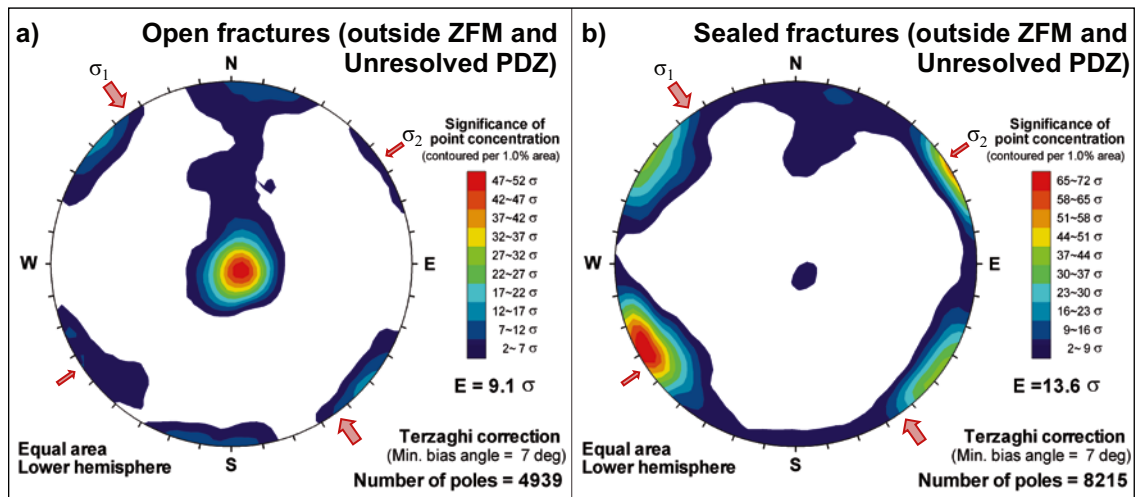 a)
Open fractures (outside ZFM and
Unresolved PDZ)
σ1
N
σ2
Significance of
point concentration
(contoured per 1.0% area)
47~52 σ
42~47 σ
37~42 σ
32~37 σ
27~32 σ
22~27 σ
17~22 σ
12~17 σ
7~12 σ
2~ 7 σ
W
E
E = 9.1 σ
Equal area
Lower hemisphere
S
Terzaghi correction
(Min. bias angle = 7 deg)
Number of poles = 4939
b)
Sealed fractures (outside ZFM and
Unresolved PDZ)
σ1
N
σ2
Significance of
point concentration
(contoured per 1.0% area)
65~72 σ
58~65 σ
51~58 σ
44~51 σ
37~44 σ
30~37 σ
23~30 σ
16~23 σ
9~16 σ
2~ 9 σ
W
E
E =13.6 σ
Equal area
Lower hemisphere
S
Terzaghi correction
(Min. bias angle = 7 deg)
Number of poles = 8215